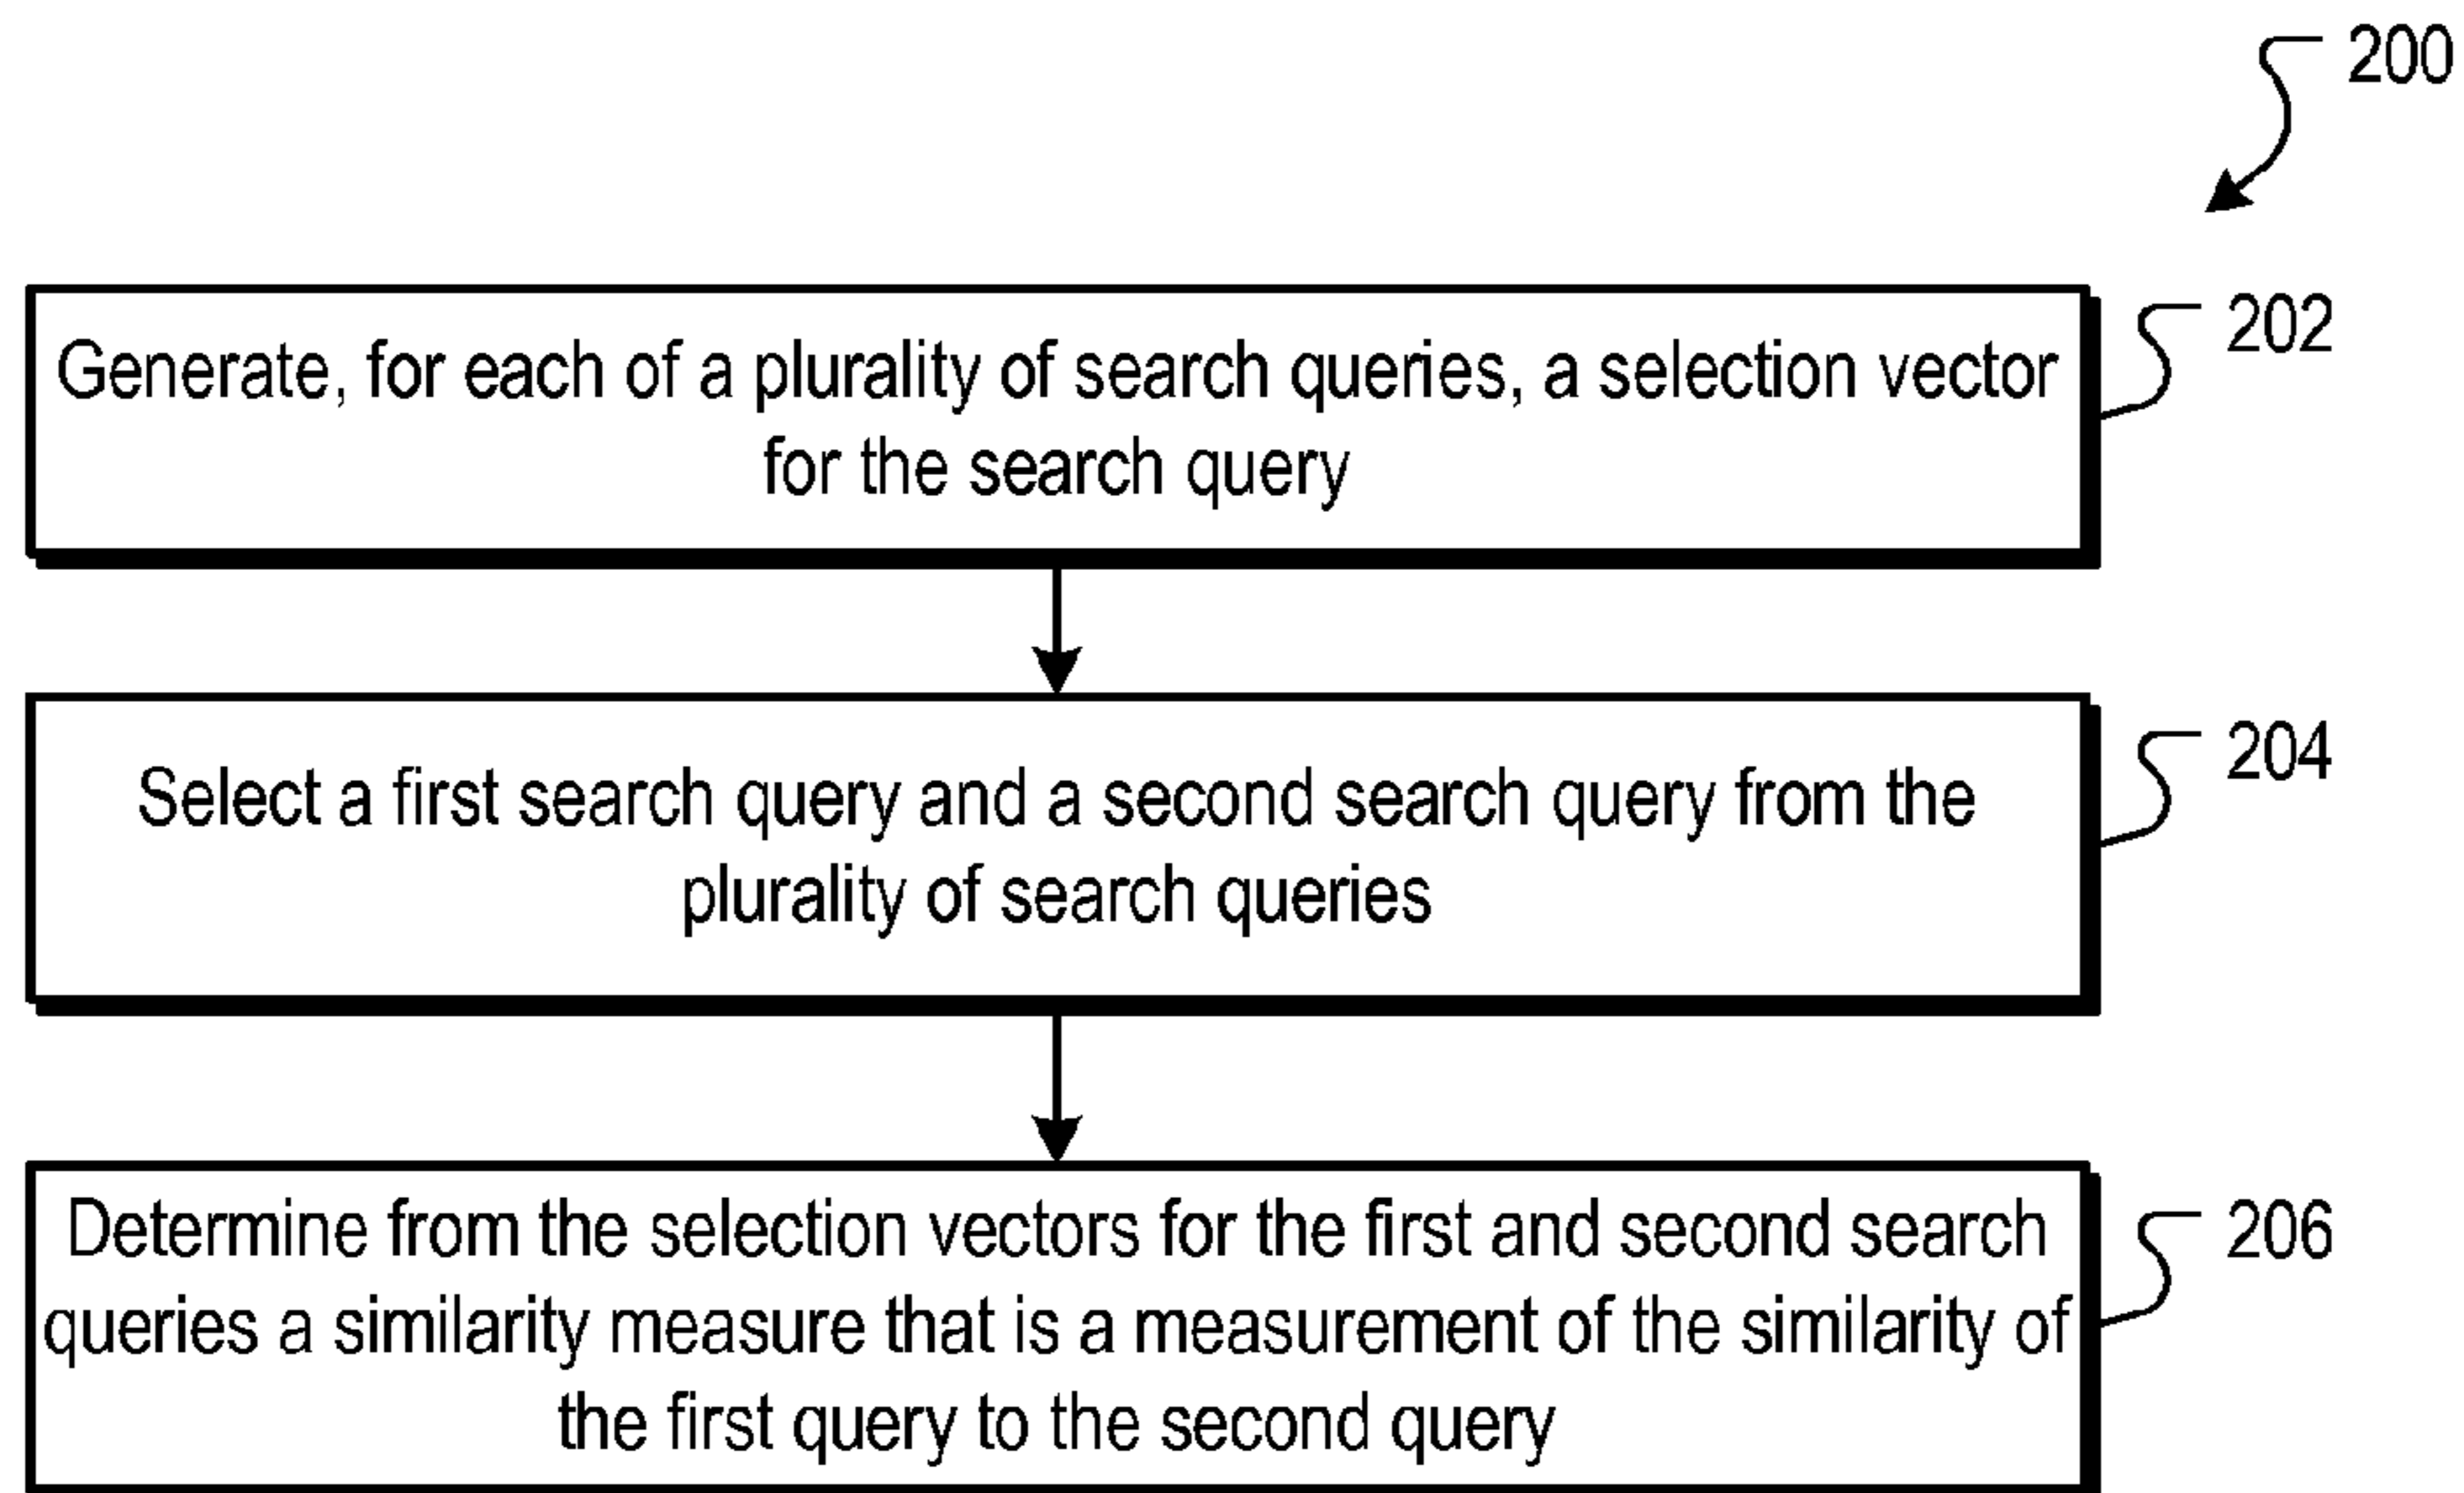 200
Generate, for each of a plurality of search queries, a selection vector
for the search query
202
Select a first search query and a second search query from the
plurality of search queries
204
Determine from the selection vectors for the first and second search
queries a similarity measure that is a measurement of the similarity of
the first query to the second query
206